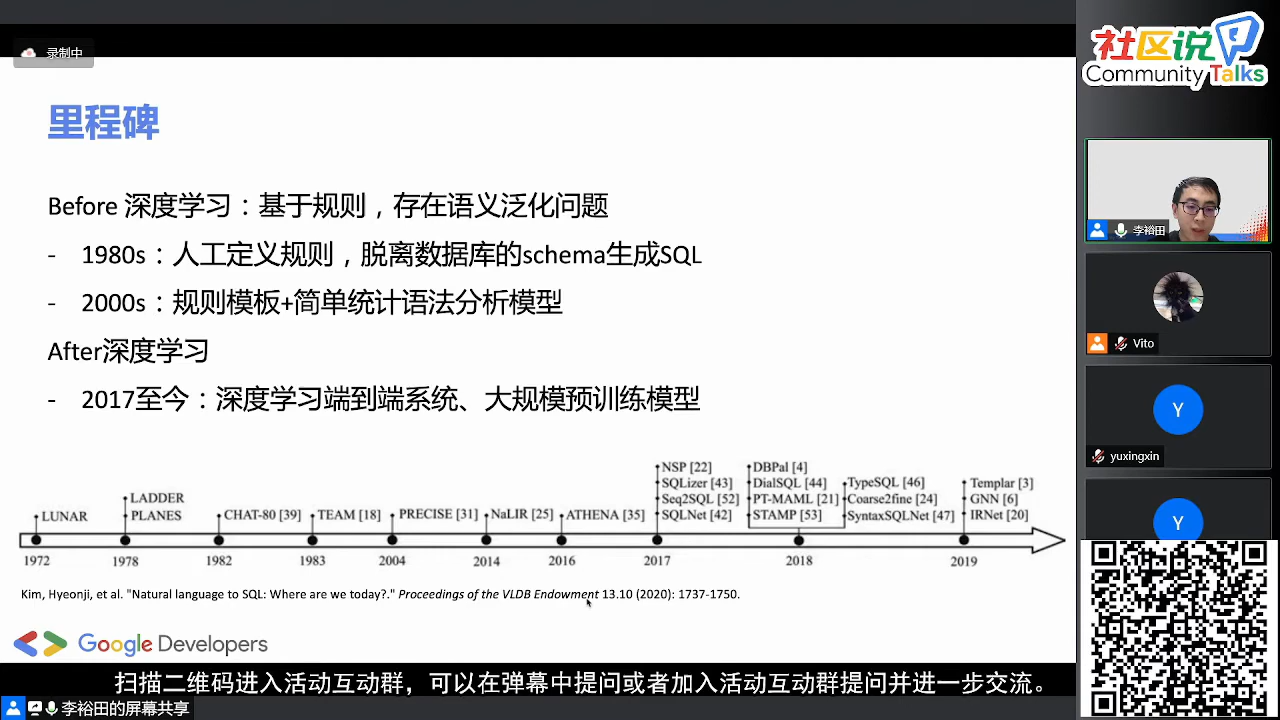 录制中
里程碑
Before 深度学习：基于规则，存在语义泛化问题
- 1980s：人工定义规则，脱离数据库的schema生成SQL
- 2000s：规则模板+简单统计语法分析模型
After深度学习
- 2017至今：深度学习端到端系统、大规模预训练模型
LUNAR
LADDER
PLANES
CHAT-80 [39]
TEAM [18]
PRECISE [31]
NaLIR [25]
ATHENA [35]
NSP [22]
SQLizer [43]
Seq2SQL [52]
SQLNet [42]
DBPal [4]
DialSQL [44]
PT-MAML [21]
STAMP [53]
TypeSQL [46]
Coarse2fine [24]
SyntaxSQLNet [47]
Templar [3]
GNN [6]
IRNet [20]
1972 1978 1982 1983 2004 2014 2016 2017 2018 2019
Kim, Hyeonji, et al. "Natural language to SQL: Where are we today?." Proceedings of the VLDB Endowment 13.10 (2020): 1737-1750.
Google Developers
扫描二维码进入活动互动群，可以在弹幕中提问或者加入活动互动群提问并进一步交流。
李裕田的屏幕共享
社区说
Community Talks
李裕田
Vito
Y
yuxingxin
Y